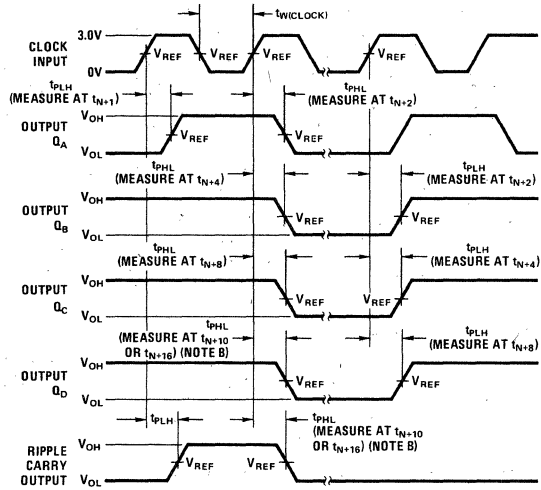 tW(CLOCK)
3.0V
CLOCK
INPUT
VREF
VREF
VREF
VREF
0V
tPLH
(MEASURE AT tN+1)
tPHL
(MEASURE AT tN+2)
VOH
OUTPUT
QA
VREF
VREF
VOL
tPHL
(MEASURE AT tN+4)
tPLH
(MEASURE AT tN+2)
VOH
OUTPUT
QB
VREF
VREF
VOL
tPHL
(MEASURE AT tN+8)
tPLH
(MEASURE AT tN+4)
VOH
OUTPUT
QC
VREF
VREF
VOL
tPHL
(MEASURE AT tN+10
OR tN+16) (NOTE B)
tPLH
(MEASURE AT tN+8)
VOH
OUTPUT
QD
VREF
VREF
VOL
tPLH
tPHL
(MEASURE AT tN+10
OR tN+16) (NOTE B)
VOH
RIPPLE
CARRY
OUTPUT
VREF
VREF
VOL